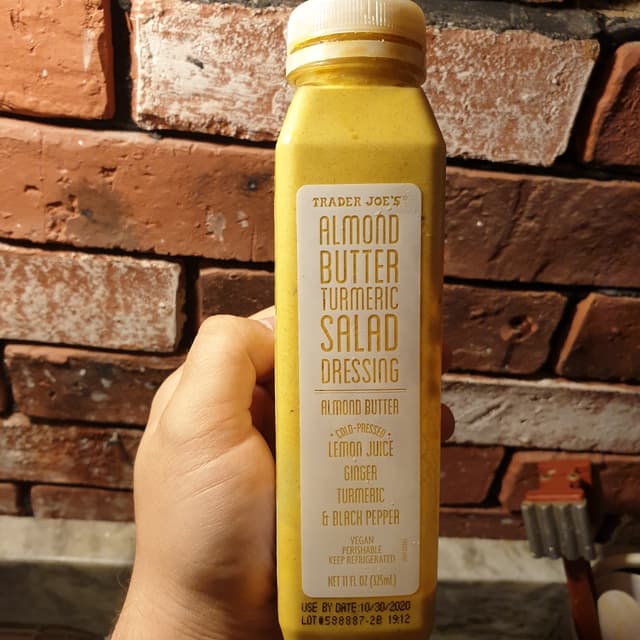 TRADER JOE'S
ALMOND
BUTTER
TURMERIC
SALAD
DRESSING
ALMOND BUTTER
• COLD-PRESSED •
LEMON JUICE
GINGER
TURMERIC
& BLACK PEPPER
VEGAN
PERISHABLE
KEEP REFRIGERATED
NET 11 FL OZ (325mL)
USE BY DATE:10/30/2020
LOT#588887-28 19:12